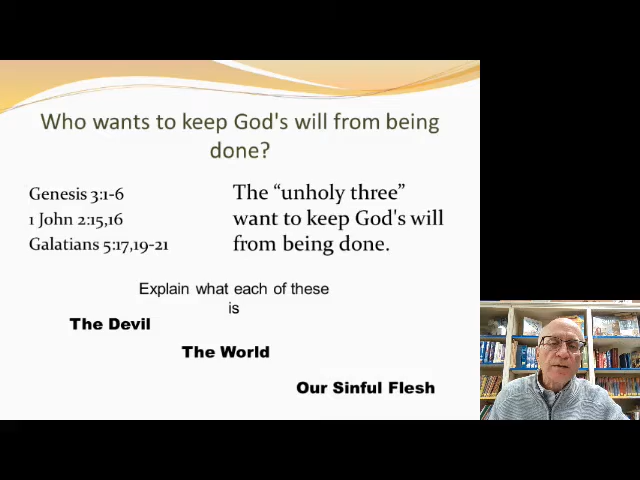 Who wants to keep God's will from being
done?
Genesis 3:1-6
1 John 2:15,16
Galatians 5:17,19-21
The “unholy three”
want to keep God's will
from being done.
Explain what each of these
is
The Devil
The World
Our Sinful Flesh